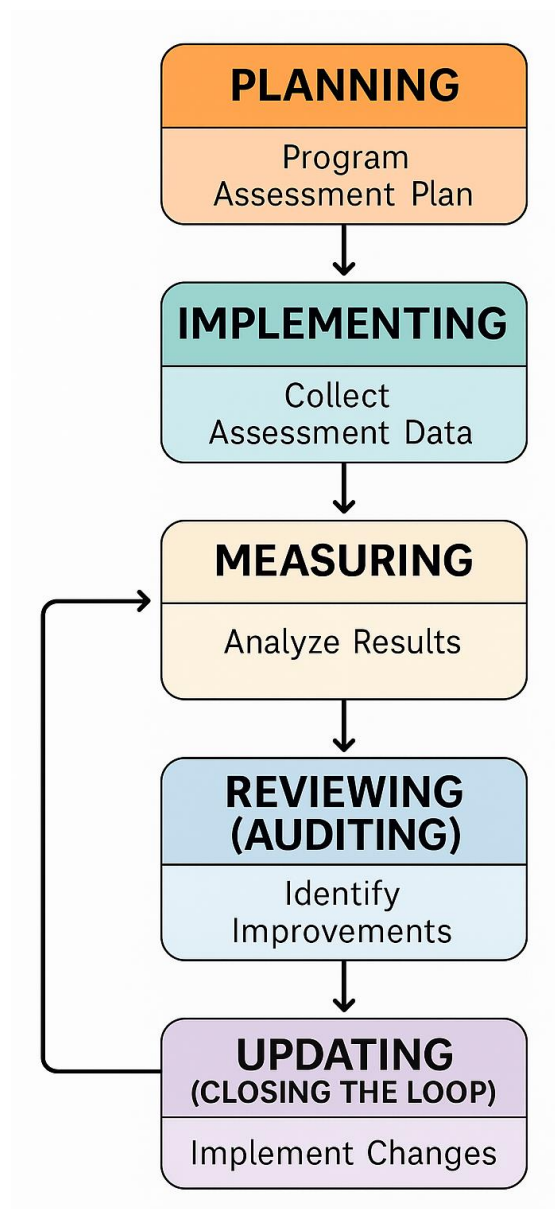 PLANNING
Program
Assessment Plan
IMPLEMENTING
Collect
Assessment Data
MEASURING
Analyze Results
REVIEWING
(AUDITING)
Identify
Improvements
UPDATING
(CLOSING THE LOOP)
Implement Changes